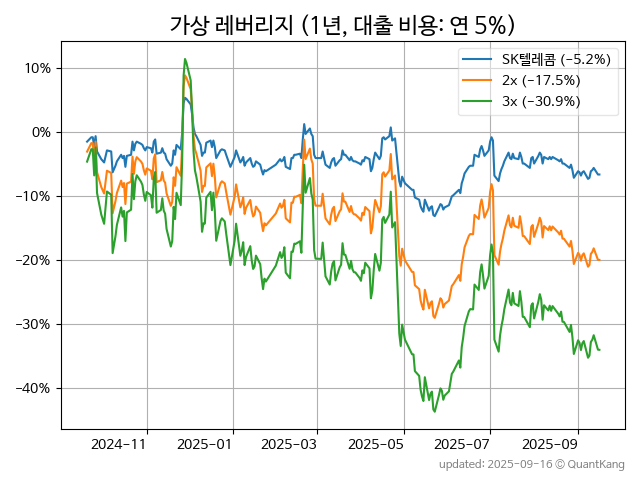 가상 레버리지 (1년, 대출 비용: 연 5%)
SK텔레콤 (−5.2%)
2x (−17.5%)
3x (−30.9%)
10%
0%
−10%
−20%
−30%
−40%
2024-11 2025-01 2025-03 2025-05 2025-07 2025-09
updated: 2025-09-16 © QuantKang